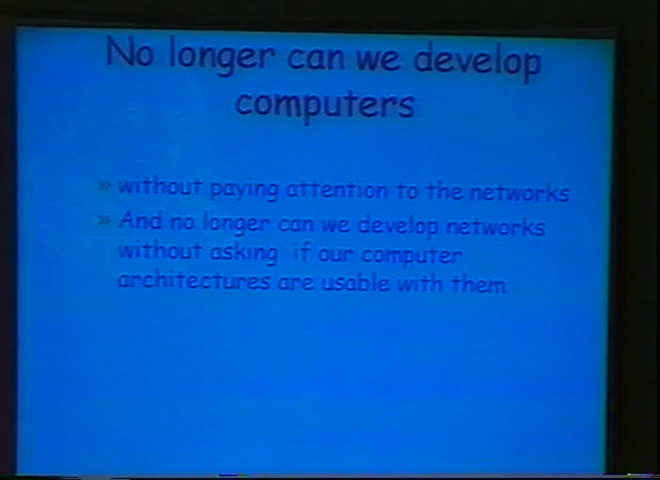 No longer can we develop
computers
» without paying attention to the networks
» And no longer can we develop networks
without asking if our computer
architectures are usable with them